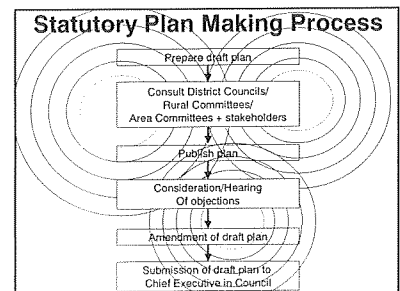 Statutory Plan Making Process
Prepare draft plan
Consult District Councils/
Rural Committees/
Area Committees + stakeholders
Publish plan
Consideration/Hearing
Of objections
Amendment of draft plan
Submission of draft plan to
Chief Executive in Council